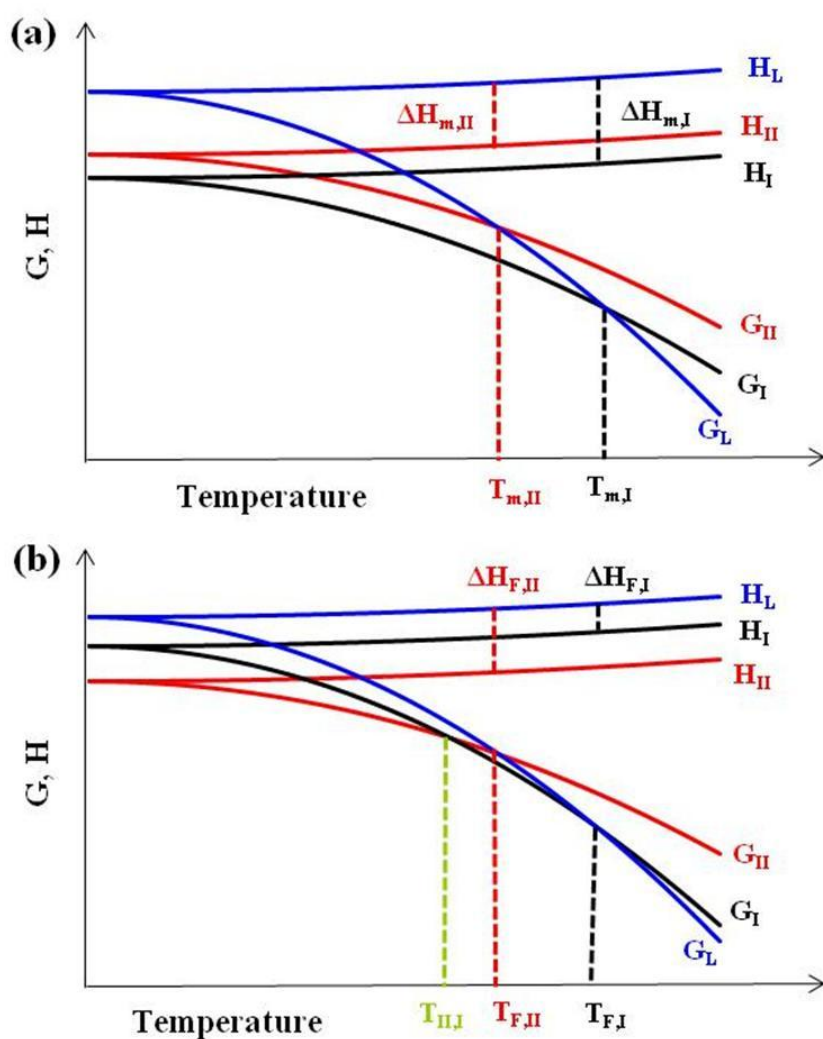 (a)
H_L
ΔH_m,II
ΔH_m,I
H_II
H_I
G, H
G_II
G_I
G_L
Temperature
T_m,II
T_m,I
(b)
ΔH_F,II
ΔH_F,I
H_L
H_I
H_II
G, H
G_II
G_I
G_L
Temperature
T_II,I
T_F,II
T_F,I